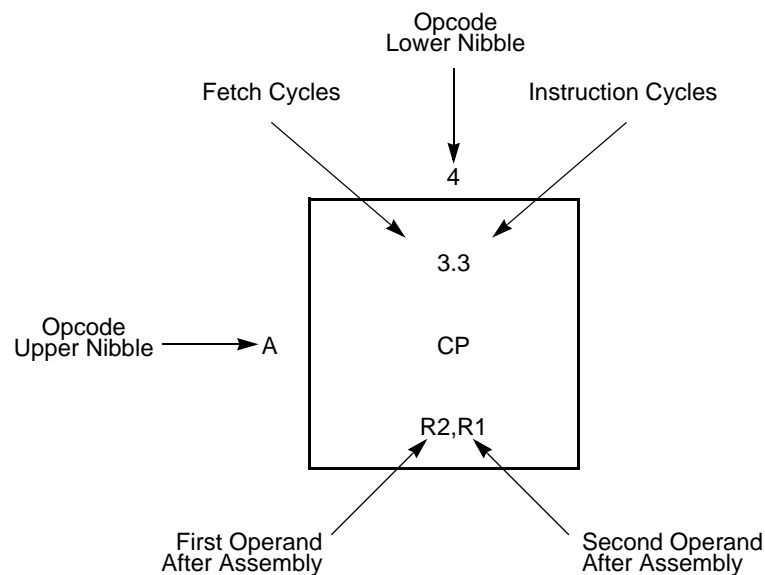 Opcode
Lower Nibble
Fetch Cycles
Instruction Cycles
4
3.3
Opcode
Upper Nibble
A
CP
R2,R1
First Operand
After Assembly
Second Operand
After Assembly